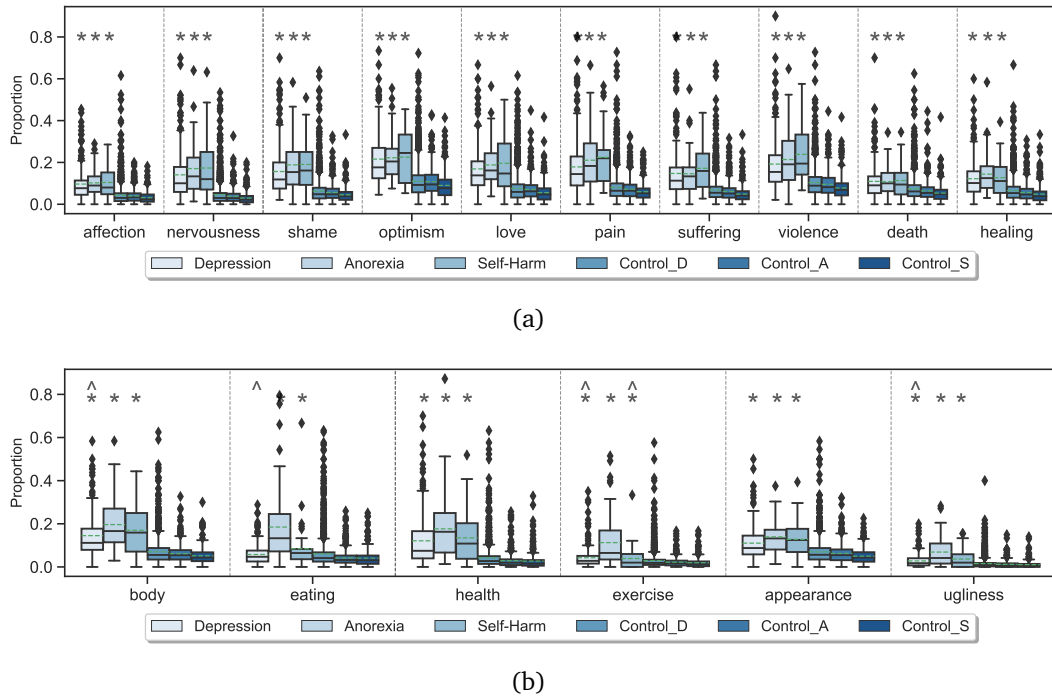 0.8
0.6
0.4
0.2
0.0
Proportion
* * * * * * * * * * * * * * * * * * * * * * * * * * * * * *
affection nervousness shame optimism love pain suffering violence death healing
Depression Anorexia Self-Harm Control_D Control_A Control_S
(a)
0.8
0.6
0.4
0.2
0.0
Proportion
^ ^ ^ ^ ^
* * * * * * * * * * * * * * * * *
body eating health exercise appearance ugliness
Depression Anorexia Self-Harm Control_D Control_A Control_S
(b)